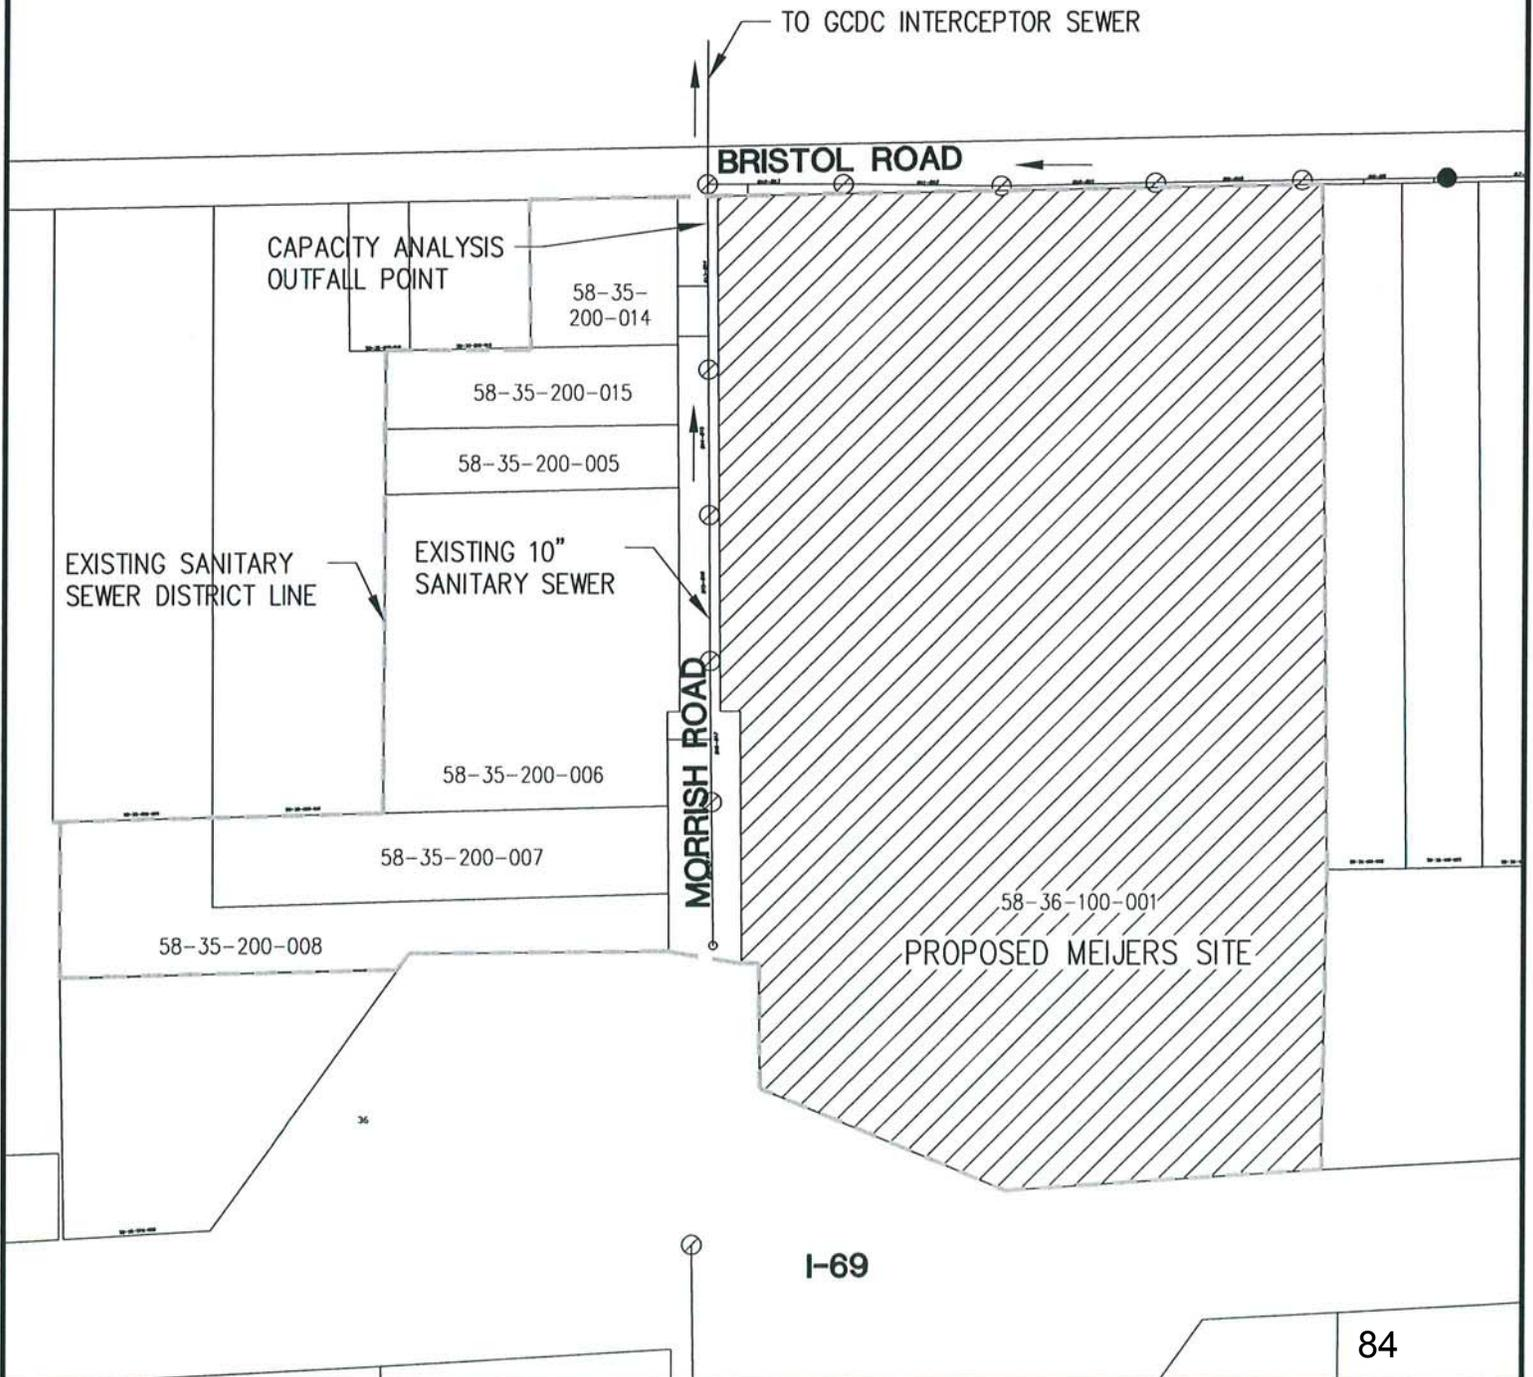 TO GCDC INTERCEPTOR SEWER
BRISTOL ROAD
CAPACITY ANALYSIS
OUTFALL POINT
58-35-
200-014
58-35-200-015
58-35-200-005
EXISTING SANITARY
SEWER DISTRICT LINE
EXISTING 10"
SANITARY SEWER
MORRISH ROAD
58-35-200-006
58-35-200-007
58-35-200-008
58-36-100-001
PROPOSED MEIJERS SITE
36
I-69
84